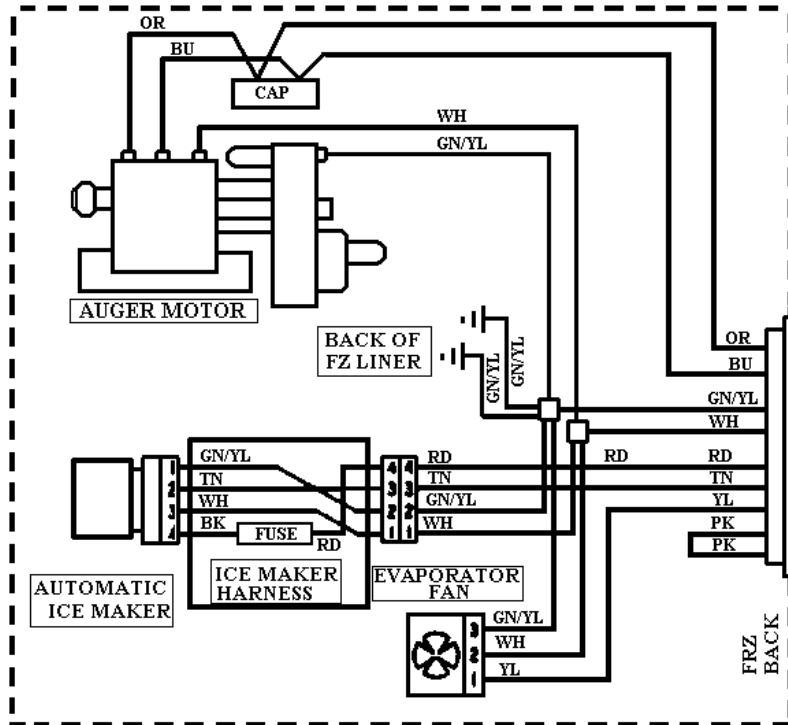 OR
BU
CAP
WH
GN/YL
AUGER MOTOR
BACK OF
FZ LINER
GN/YL
GN/YL
OR
BU
GN/YL
WH
RD
TN
YL
PK
PK
GN/YL
TN
WH
BK
FUSE
RD
1
2
3
4
4
3
2
1
4
3
2
1
RD
RD
TN
GN/YL
WH
AUTOMATIC
ICE MAKER
ICE MAKER
HARNESS
EVAPORATOR
FAN
GN/YL
WH
YL
3
2
1
FRZ
BACK